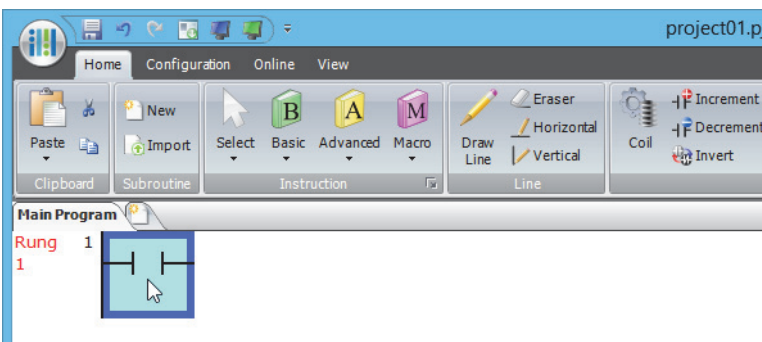 project01.pj
Home Configuration Online View
Paste
New
Import
Select Basic Advanced Macro
B A M
Draw Line
Eraser
Horizontal
Vertical
Coil
Increment
Decrement
Invert
Clipboard Subroutine Instruction Line
Main Program
Rung 1
1